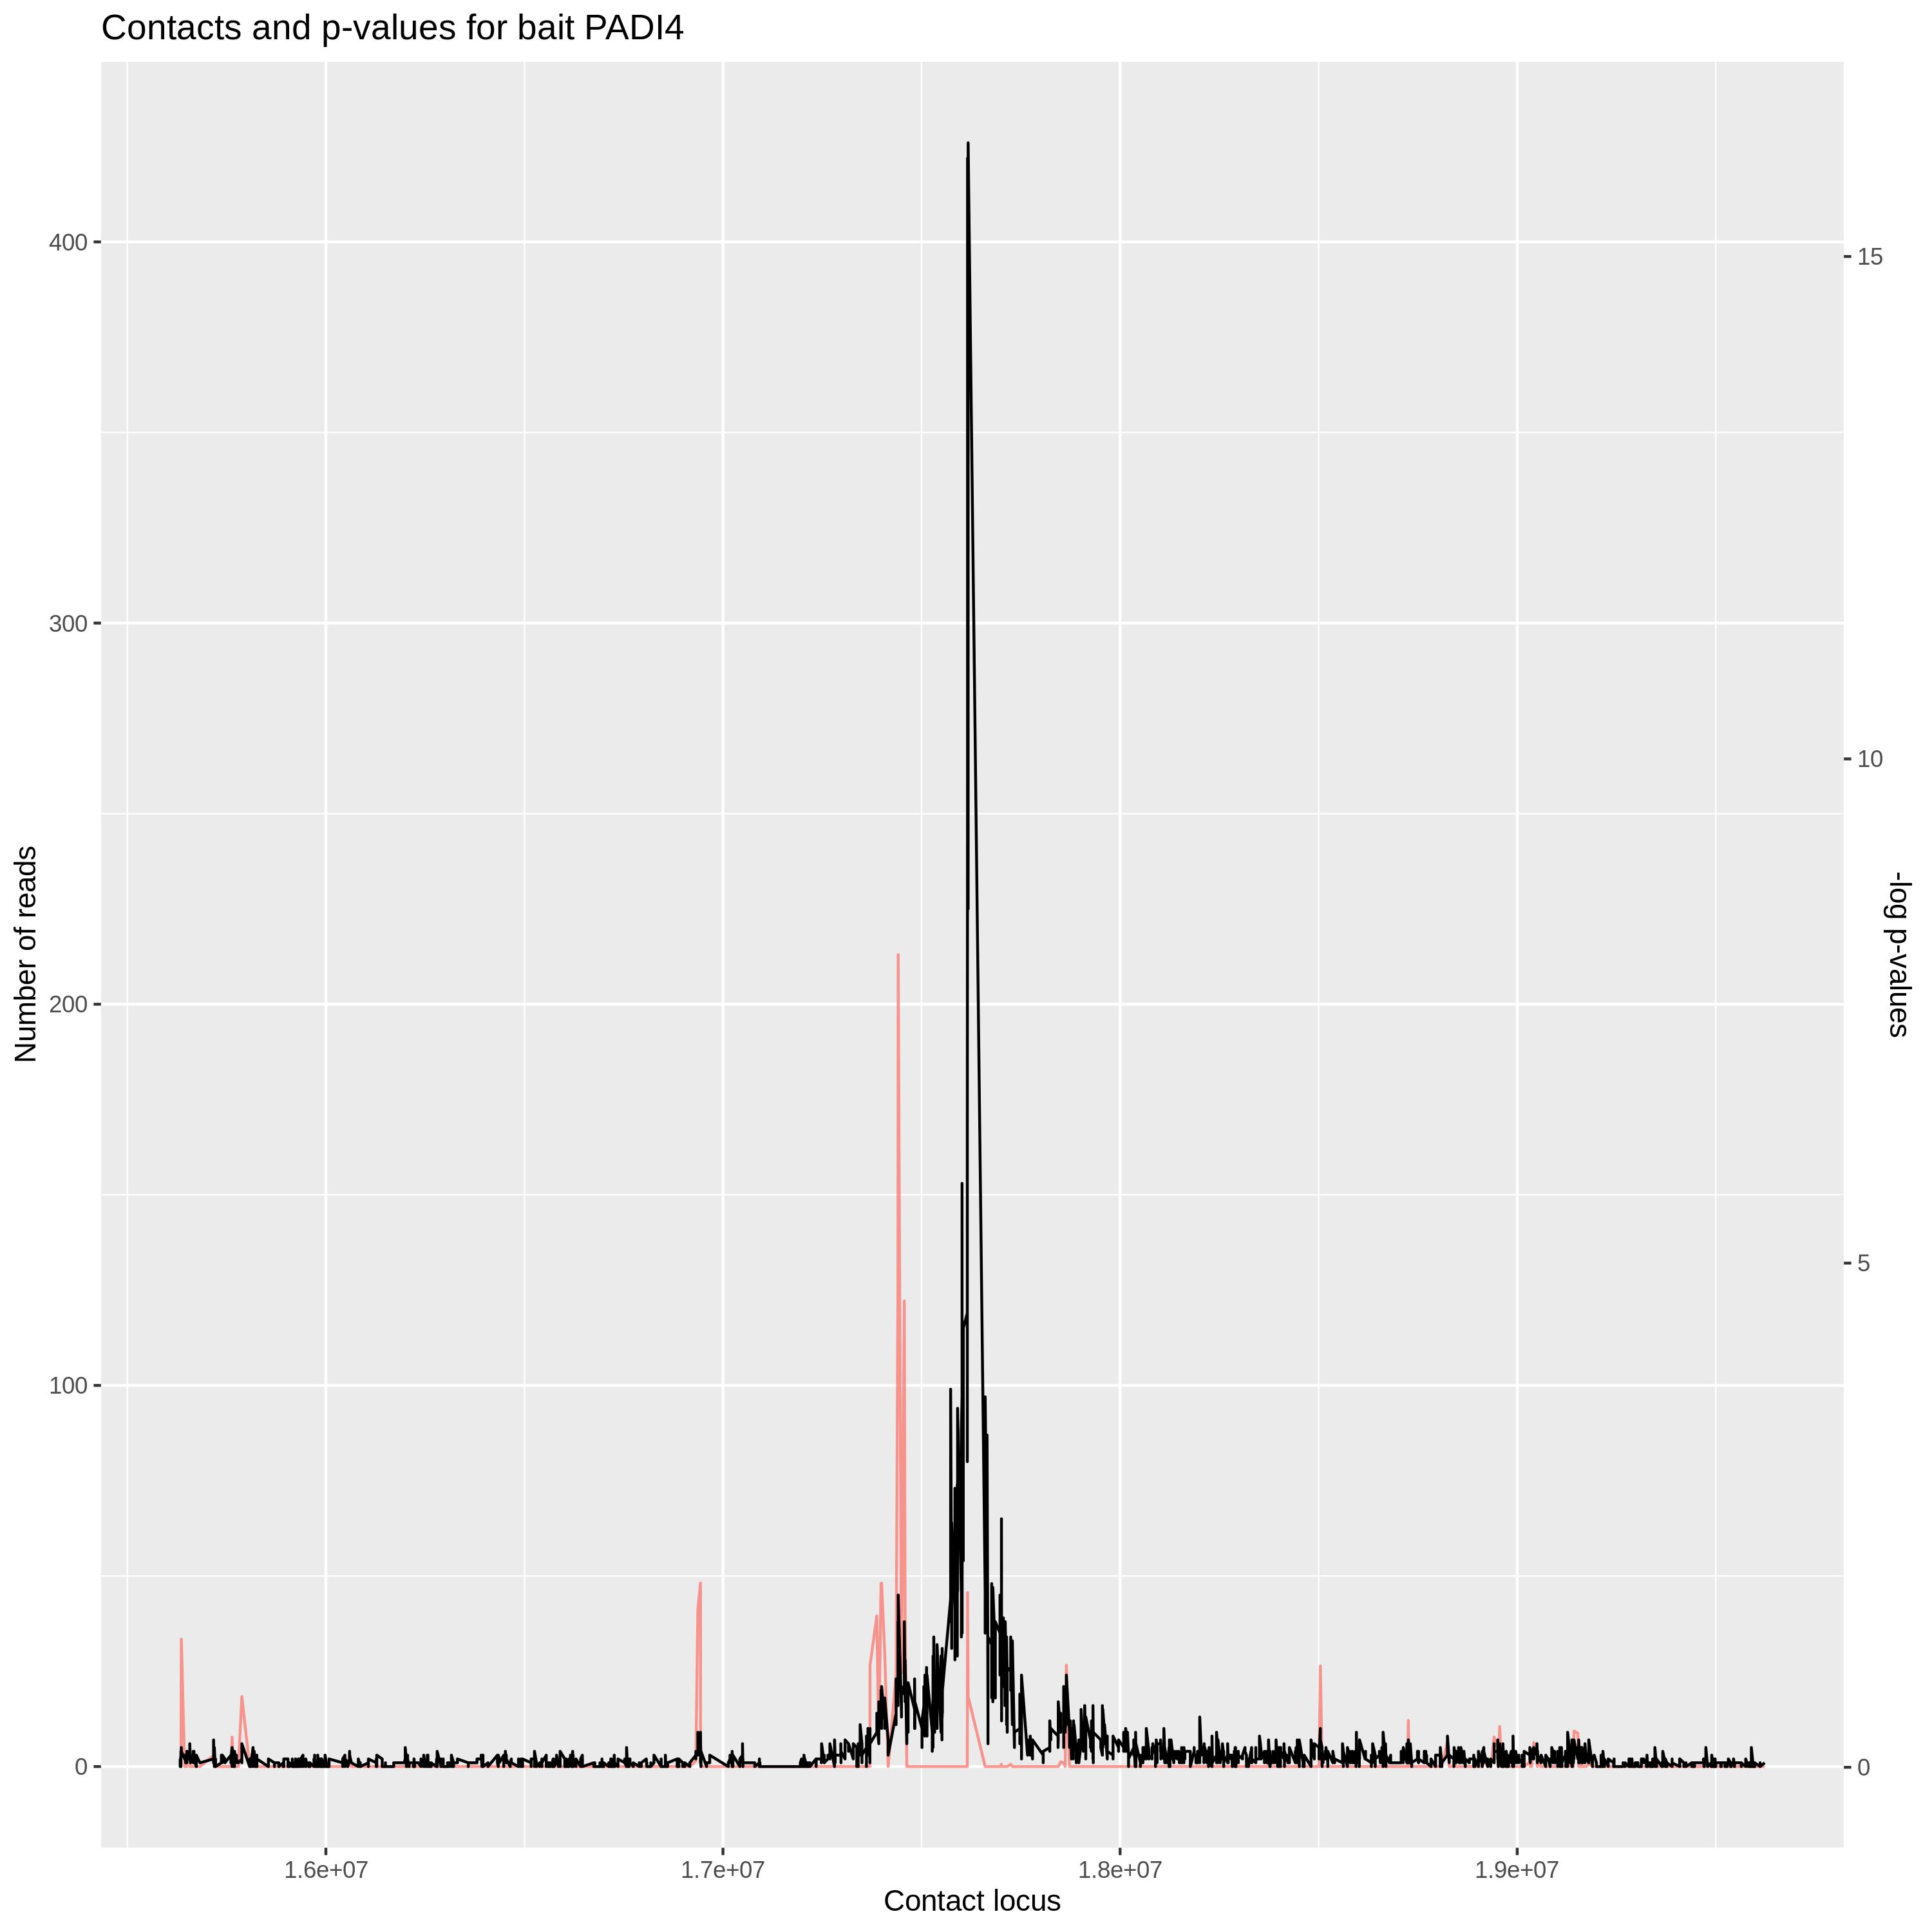 Contacts and p-values for bait PADI4
400
300
200
100
0
Number of reads
15
10
5
0
-log p-values
1.6e+07
1.7e+07
1.8e+07
1.9e+07
Contact locus